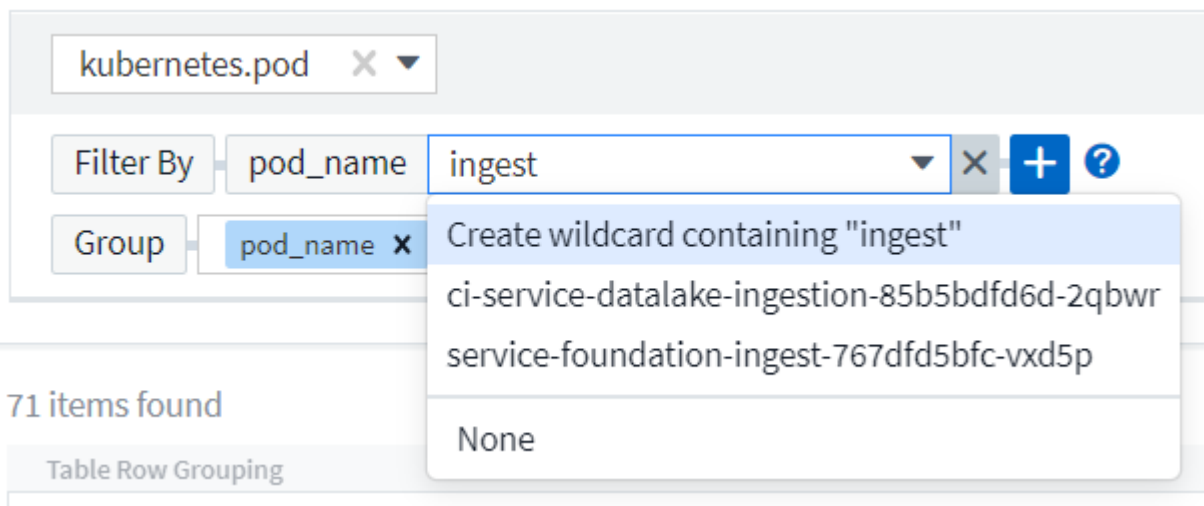 kubernetes.pod
Filter By pod_name ingest
Group pod_name
Create wildcard containing "ingest"
ci-service-datalake-ingestion-85b5bdfd6d-2qbwr
service-foundation-ingest-767dfd5bfc-vxd5p
None
71 items found
Table Row Grouping